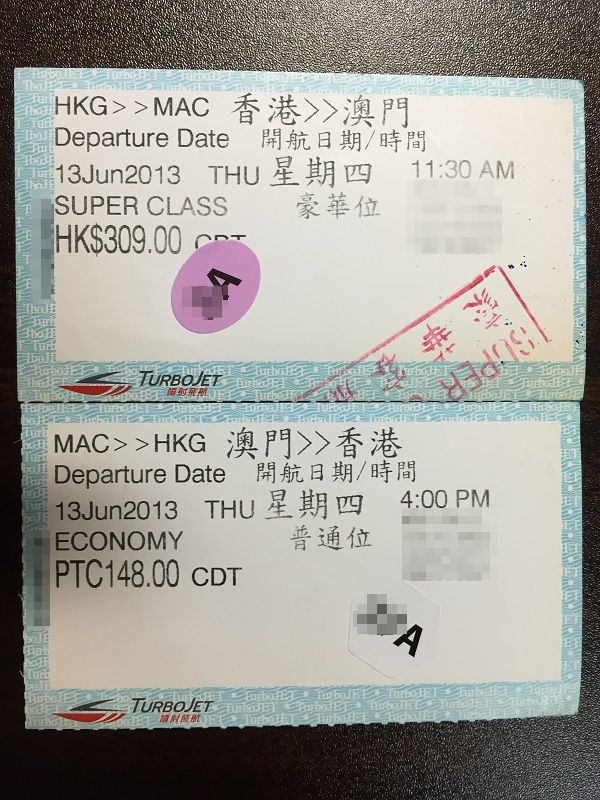 HKG>>MAC 香港>>澳門
Departure Date 開航日期/時間
13Jun2013 THU 星期四 11:30 AM
SUPER CLASS 豪華位
HK$309.00 CDT
A
SUPER
TURBOJET
噴射飛航
MAC>>HKG 澳門>>香港
Departure Date 開航日期/時間
13Jun2013 THU 星期四 4:00 PM
ECONOMY 普通位
PTC148.00 CDT
A
TURBOJET
噴射飛航